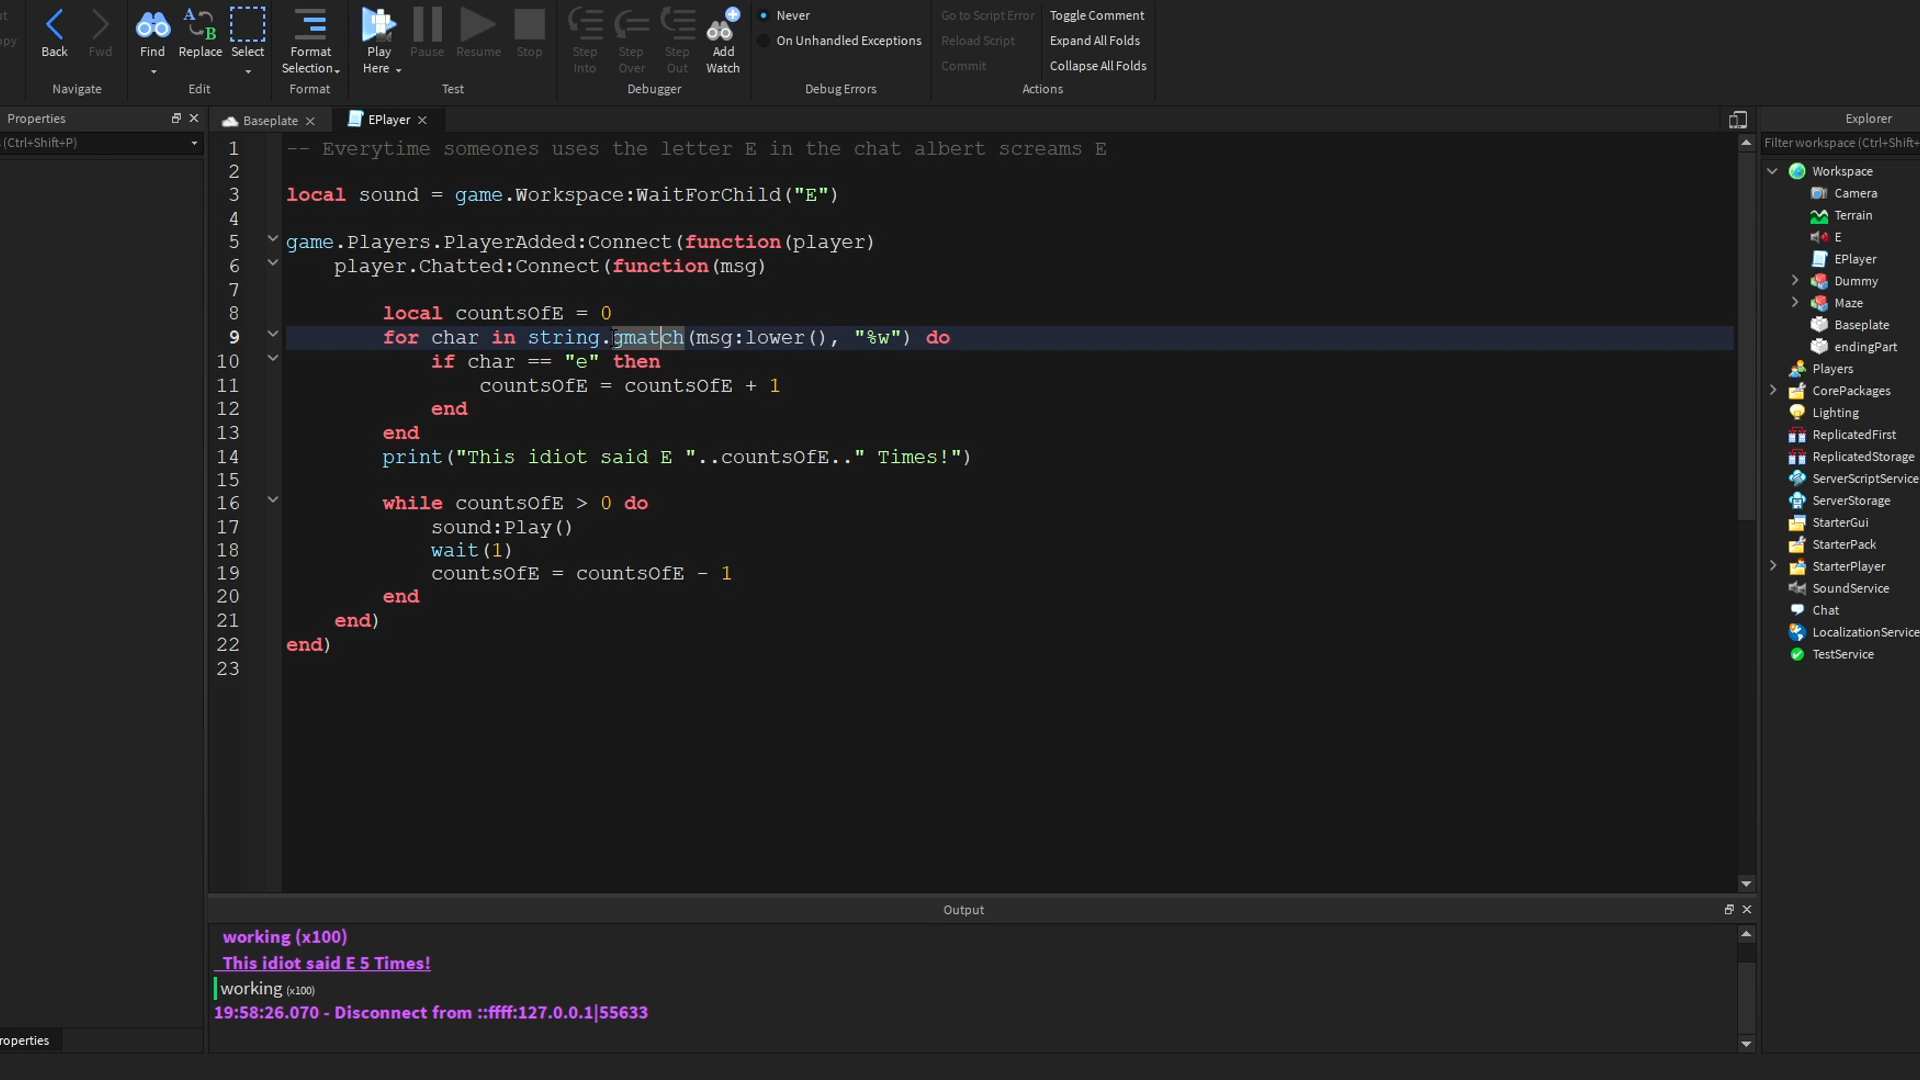 Back
Fwd
Navigate
Find
Replace
Select
Edit
Format
Selection
Format
Play
Here
Pause
Resume
Stop
Test
Step
Into
Step
Over
Step
Out
Add
Watch
Debugger
Never
On Unhandled Exceptions
Debug Errors
Go to Script Error
Reload Script
Commit
Toggle Comment
Expand All Folds
Collapse All Folds
Actions
Properties
(Ctrl+Shift+P)
Baseplate
EPlayer
1 -- Everytime someones uses the letter E in the chat albert screams E
2
3 local sound = game.Workspace:WaitForChild("E")
4
5 game.Players.PlayerAdded:Connect(function(player)
6 player.Chatted:Connect(function(msg)
7
8 local countsOfE = 0
9 for char in string.gmatch(msg:lower(), "%w") do
10 if char == "e" then
11 countsOfE = countsOfE + 1
12 end
13 end
14 print("This idiot said E "..countsOfE.." Times!")
15
16 while countsOfE > 0 do
17 sound:Play()
18 wait(1)
19 countsOfE = countsOfE - 1
20 end
21 end)
22 end)
23
Output
working (x100)
This idiot said E 5 Times!
working (x100)
19:58:26.070 - Disconnect from ::ffff:127.0.0.1|55633
roperties
Explorer
Filter workspace (Ctrl+Shift+
Workspace
Camera
Terrain
E
EPlayer
Dummy
Maze
Baseplate
endingPart
Players
CorePackages
Lighting
ReplicatedFirst
ReplicatedStorage
ServerScriptService
ServerStorage
StarterGui
StarterPack
StarterPlayer
SoundService
Chat
LocalizationService
TestService